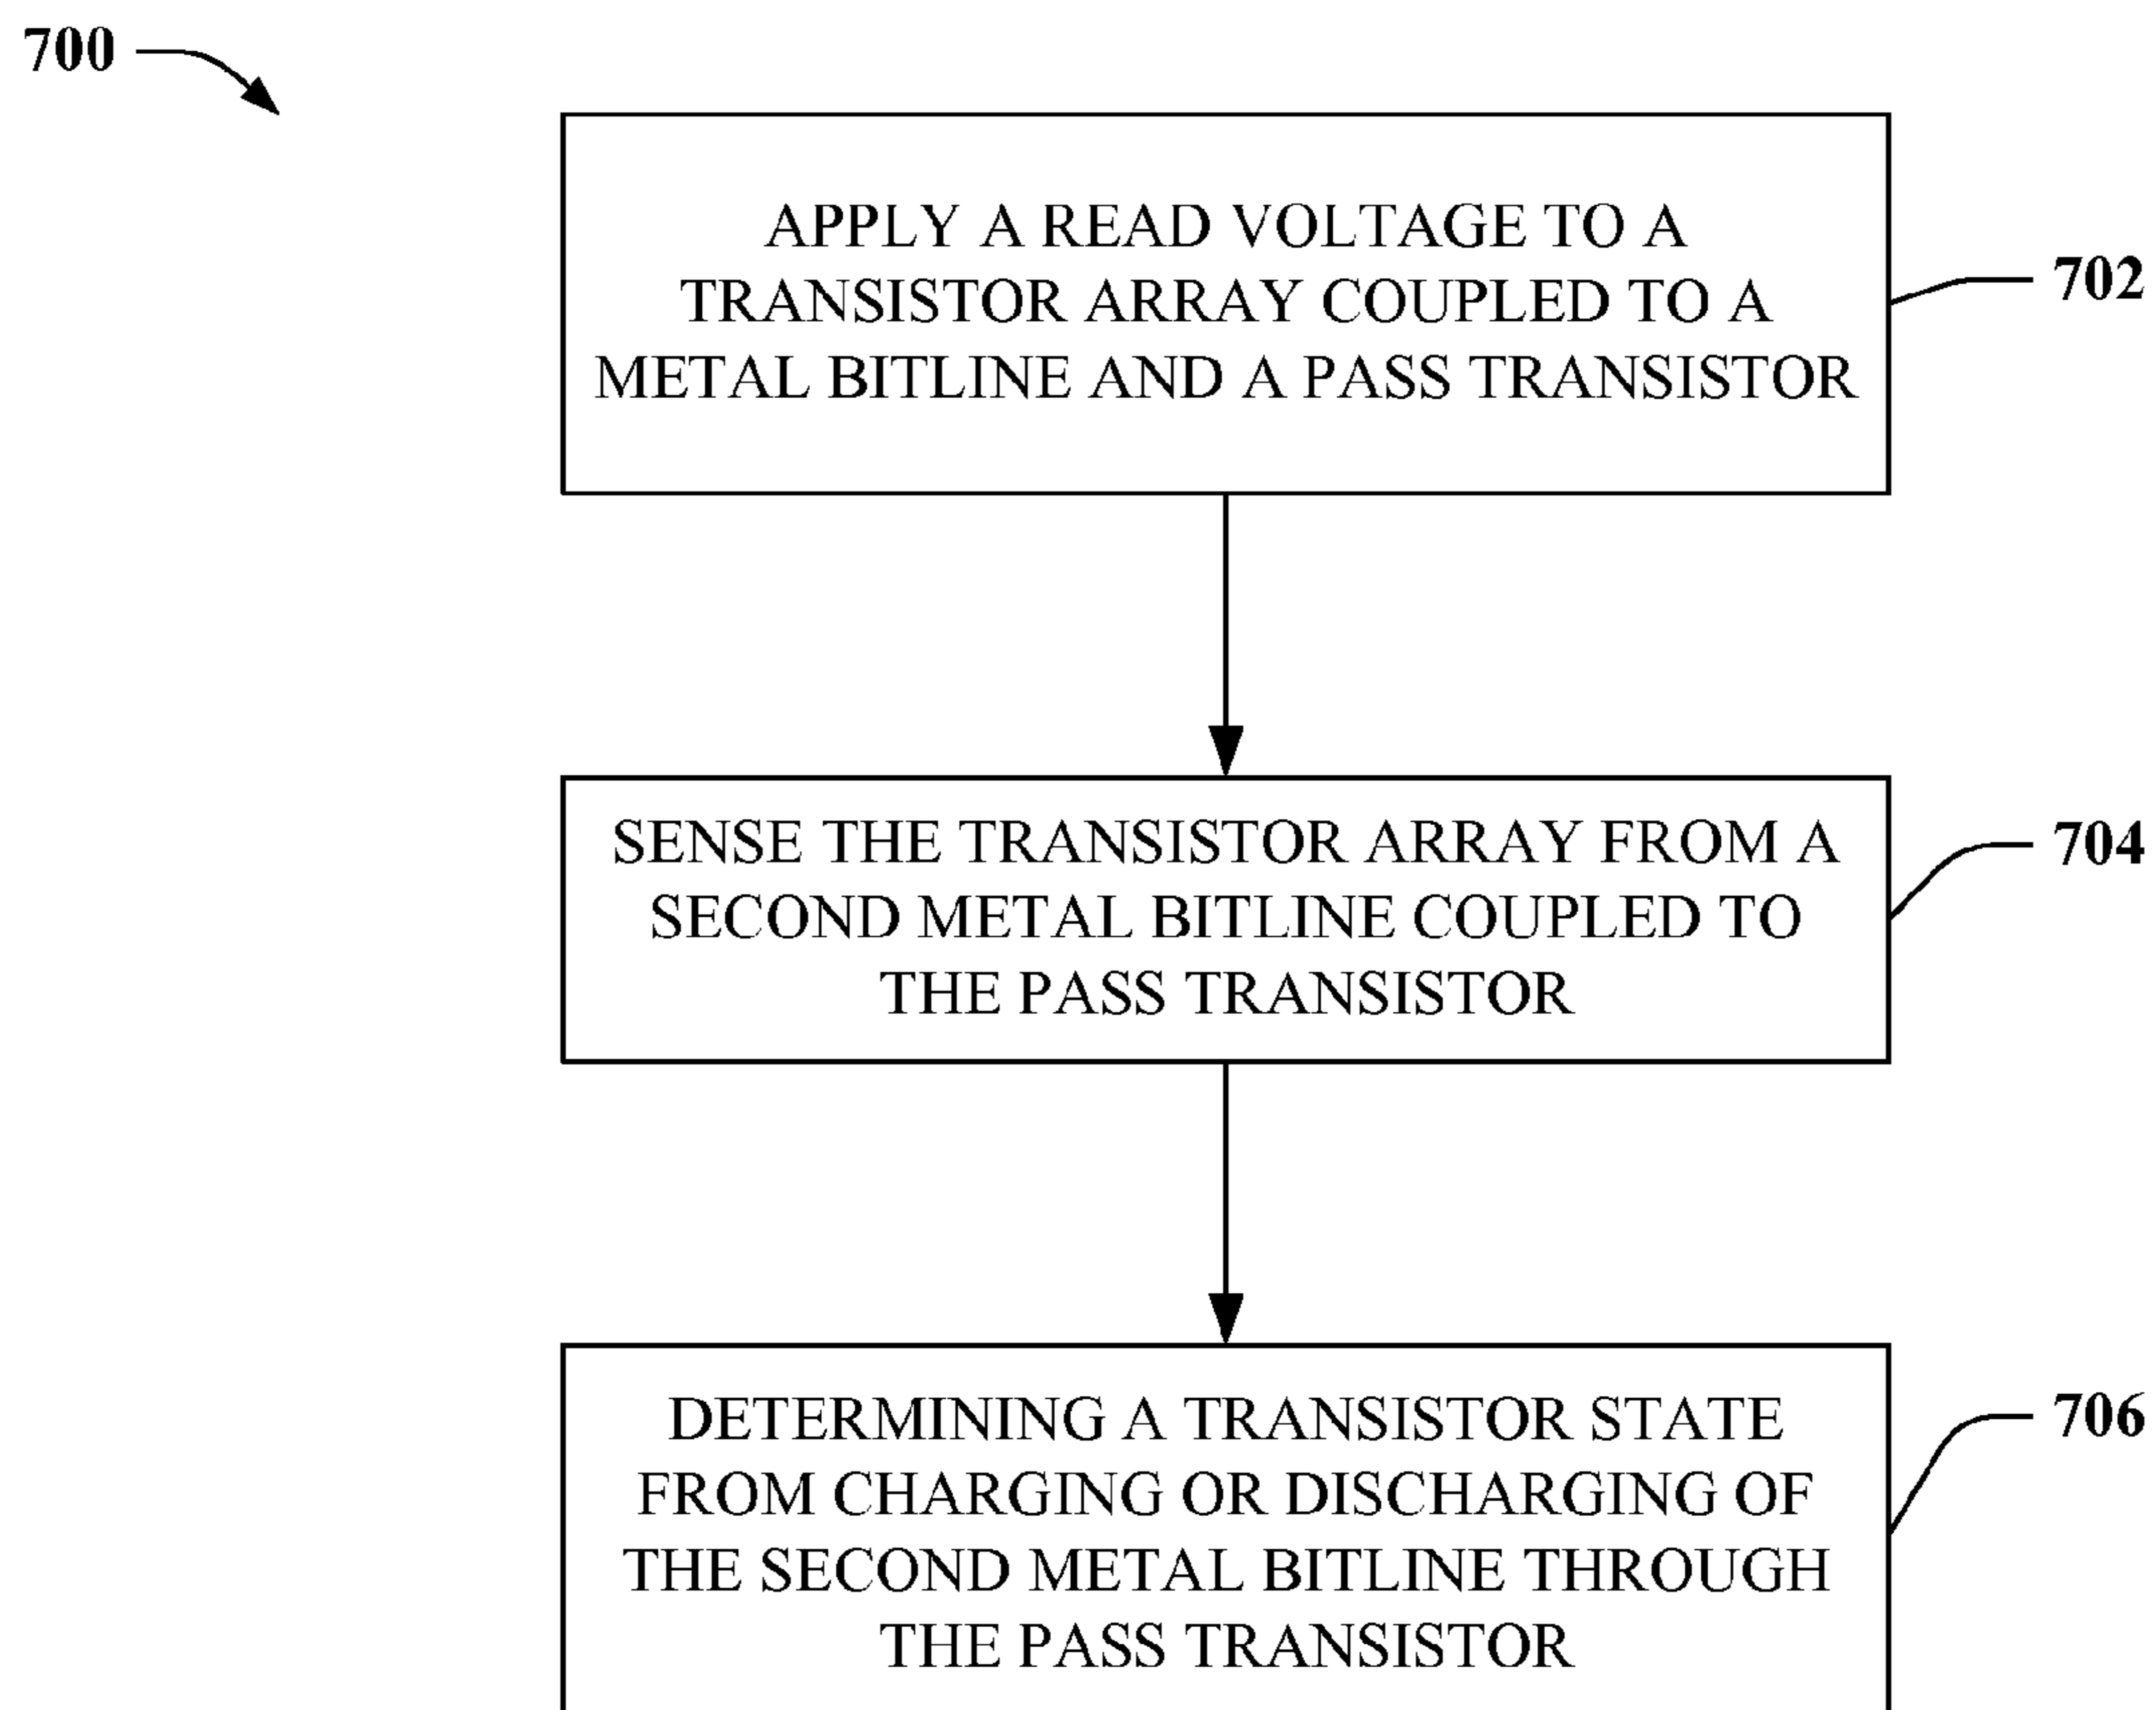 700
APPLY A READ VOLTAGE TO A
TRANSISTOR ARRAY COUPLED TO A
METAL BITLINE AND A PASS TRANSISTOR
702
SENSE THE TRANSISTOR ARRAY FROM A
SECOND METAL BITLINE COUPLED TO
THE PASS TRANSISTOR
704
DETERMINING A TRANSISTOR STATE
FROM CHARGING OR DISCHARGING OF
THE SECOND METAL BITLINE THROUGH
THE PASS TRANSISTOR
706